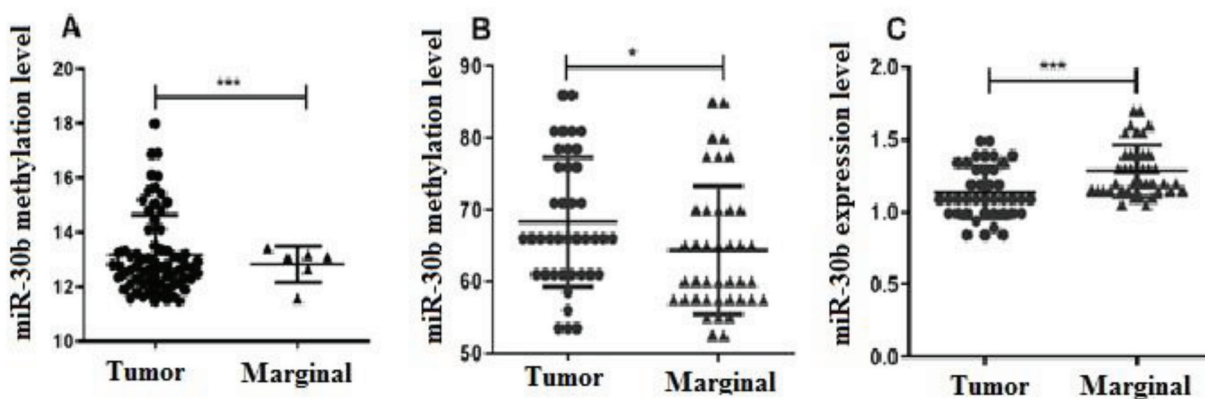 A
miR-30b methylation level
***
20
18
16
14
12
10
Tumor Marginal
B
miR-30b methylation level
*
90
80
70
60
50
Tumor Marginal
C
miR-30b expression level
***
2.0
1.5
1.0
0.5
0.0
Tumor Marginal